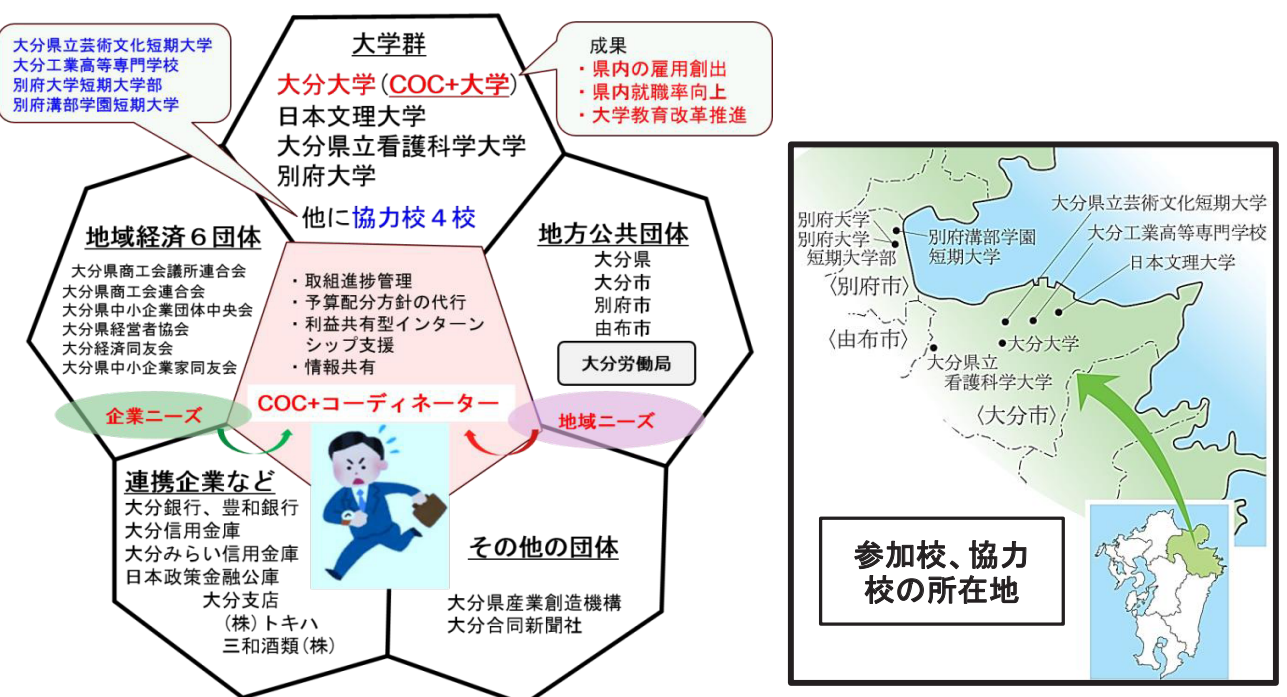 大分県立芸術文化短期大学
大分工業高等専門学校
別府大学短期大学部
別府溝部学園短期大学
大学群
大分大学(COC+大学)
日本文理大学
大分県立看護科学大学
別府大学
他に協力校4校
成果
・県内の雇用創出
・県内就職率向上
・大学教育改革推進
地域経済6団体
大分県商工会議所連合会
大分県商工会連合会
大分県中小企業団体中央会
大分県経営者協会
大分経済同友会
大分県中小企業家同友会
・取組進捗管理
・予算配分方針の代行
・利益共有型インターン
シップ支援
・情報共有
地方公共団体
大分県
大分市
別府市
由布市
大分労働局
企業ニーズ
COC+コーディネーター
地域ニーズ
連携企業など
大分銀行、豊和銀行
大分信用金庫
大分みらい信用金庫
日本政策金融公庫
大分支店
(株)トキハ
三和酒類(株)
その他の団体
大分県産業創造機構
大分合同新聞社
大分県立芸術文化短期大学
別府大学
別府大学
短期大学部
別府溝部学園
短期大学
大分工業高等専門学校
日本文理大学
〈別府市〉
〈由布市〉
大分大学
大分県立
看護科学大学
〈大分市〉
参加校、協力
校の所在地